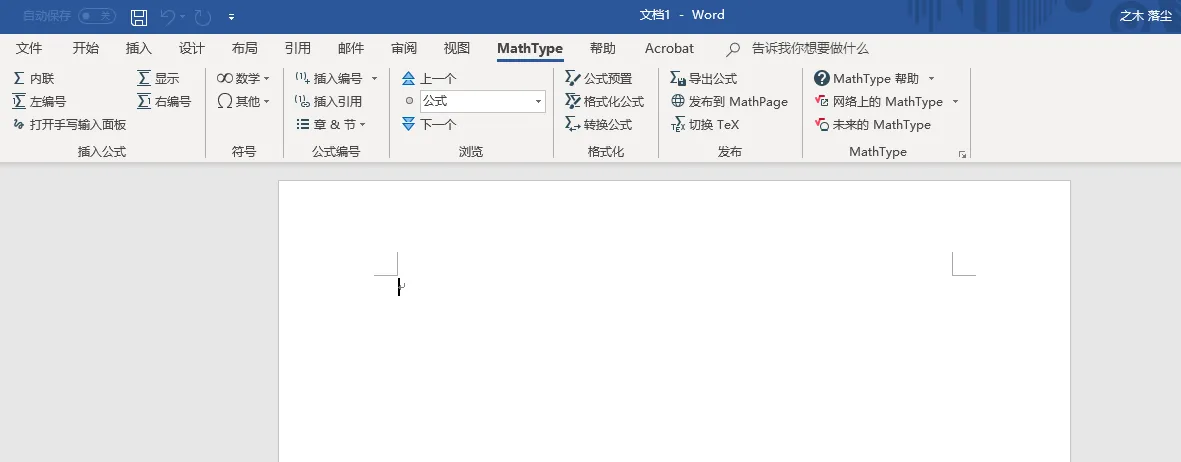 自动保存 关 文档1 - Word 之木 落尘
文件 开始 插入 设计 布局 引用 邮件 审阅 视图 MathType 帮助 Acrobat 告诉我你想要做什么
内联 显示 数学 插入编号 上一个 公式预置 导出公式 MathType 帮助
左编号 右编号 其他 插入引用 公式 格式化公式 发布到 MathPage 网络上的 MathType
打开手写输入面板 章 & 节 下一个 转换公式 切换 TeX 未来的 MathType
插入公式 符号 公式编号 浏览 格式化 发布 MathType